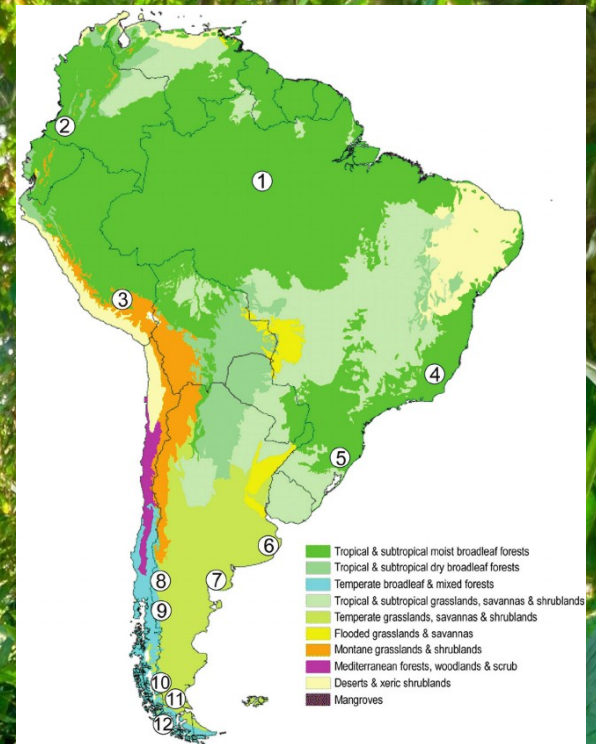 1
2
3
4
5
6
7
8
9
10
11
12
Tropical & subtropical moist broadleaf forests
Tropical & subtropical dry broadleaf forests
Temperate broadleaf & mixed forests
Tropical & subtropical grasslands, savannas & shrublands
Temperate grasslands, savannas & shrublands
Flooded grasslands & savannas
Montane grasslands & shrublands
Mediterranean forests, woodlands & scrub
Deserts & xeric shrublands
Mangroves